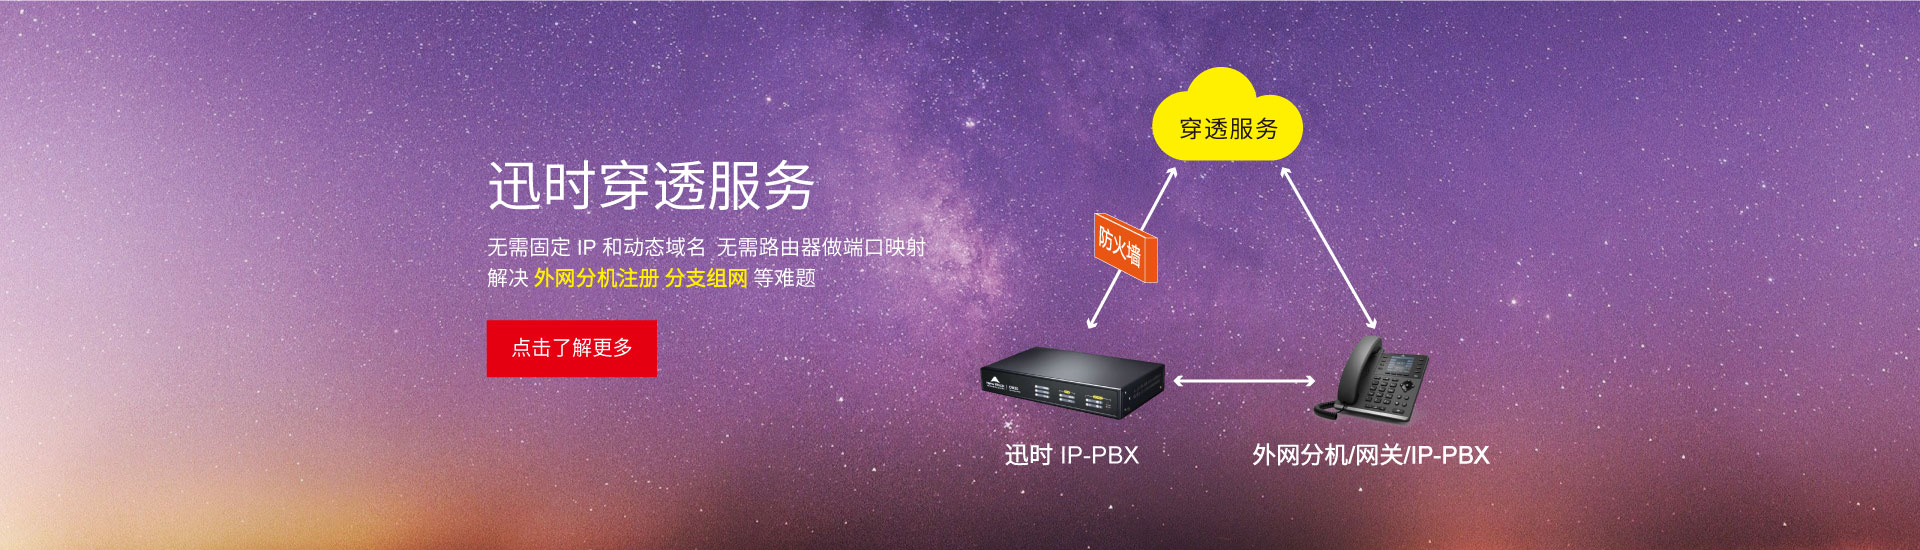 迅时穿透服务
无需固定 IP 和动态域名 无需路由器做端口映射
解决 外网分机注册 分支组网 等难题
点击了解更多
穿透服务
防火墙
迅时 IP-PBX
外网分机/网关/IP-PBX